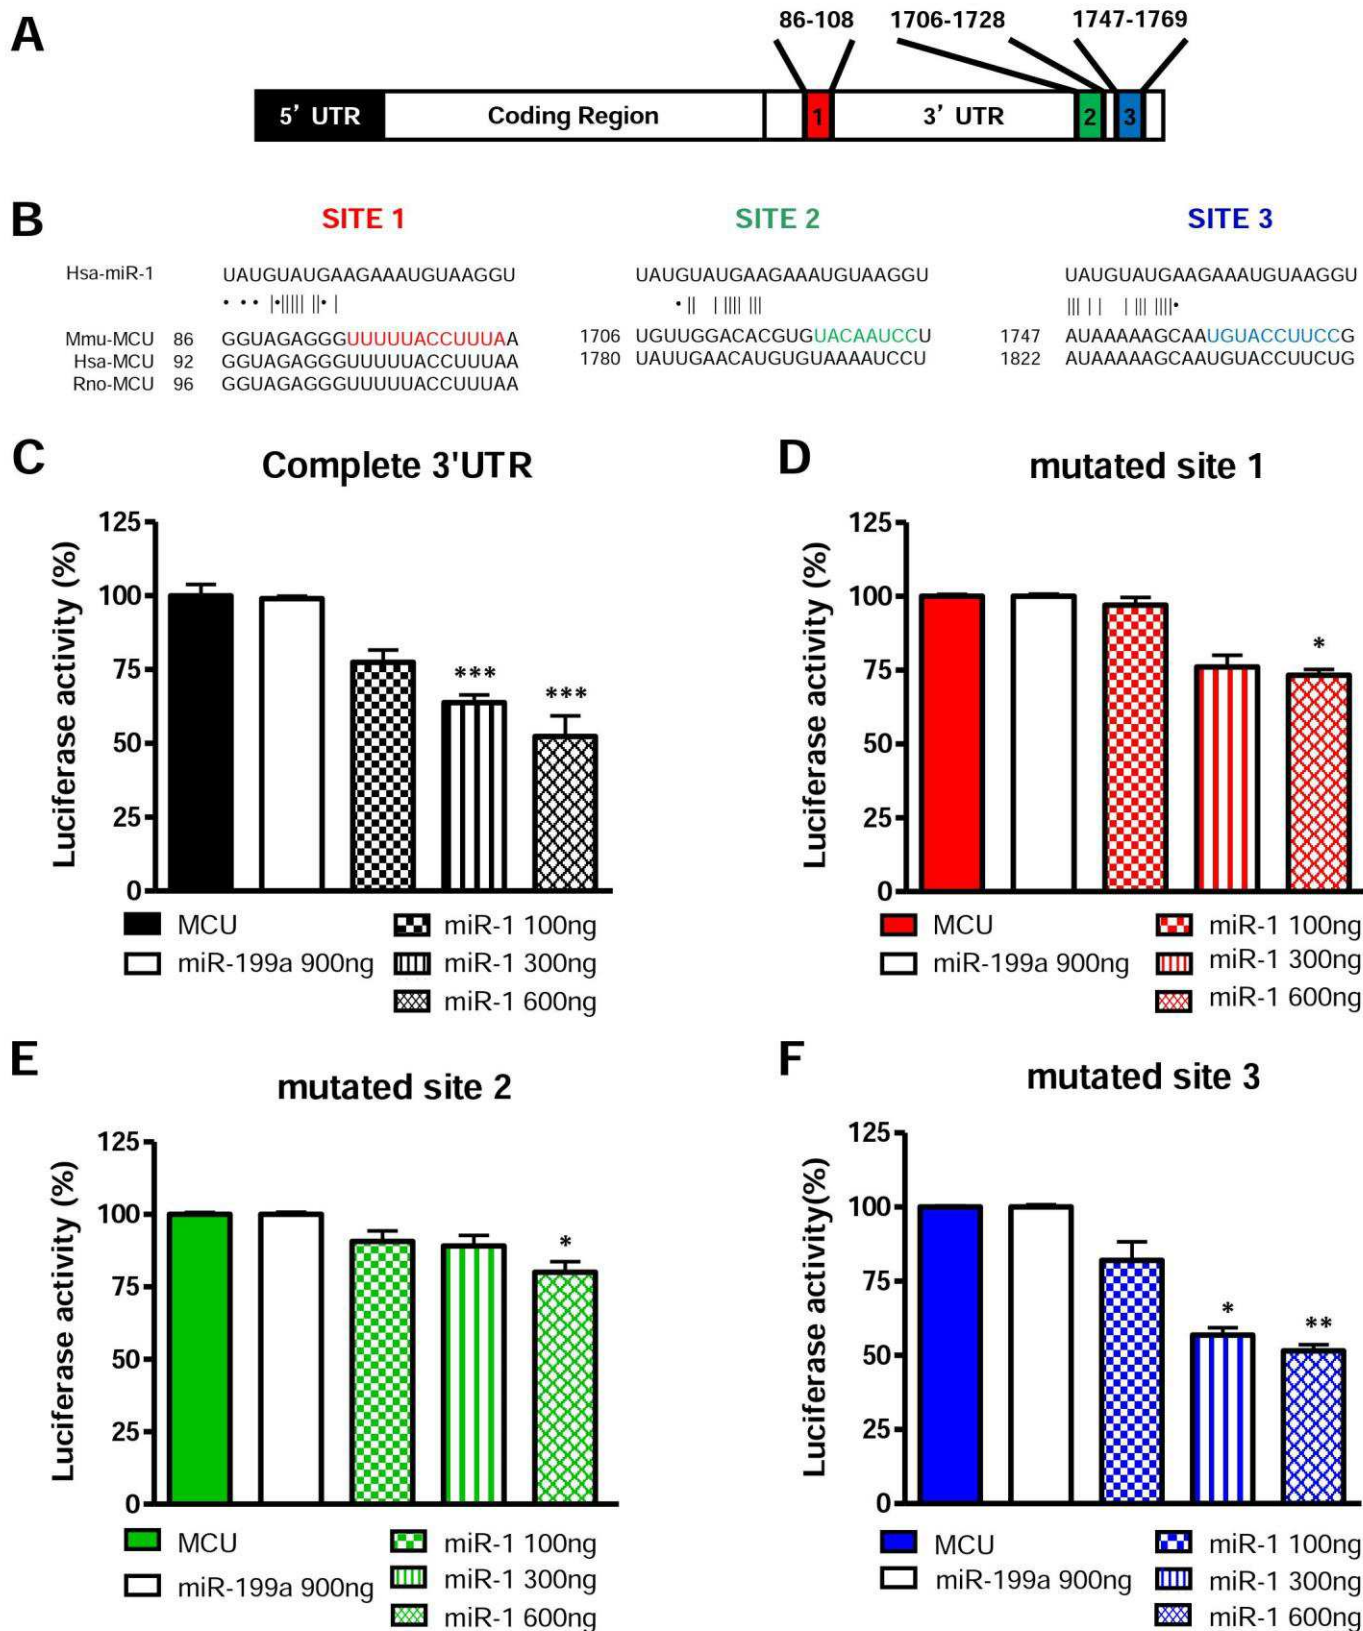 A
86-108 1706-1728 1747-1769
5’ UTR Coding Region 1 3’ UTR 2 3
B
SITE 1 SITE 2 SITE 3
Hsa-miR-1 UAUGUAUGAAGAAAUGUAAGGU UAUGUAUGAAGAAAUGUAAGGU UAUGUAUGAAGAAAUGUAAGGU
Mmu-MCU 86 GGUAGAGGGUUUUUUACCUUUAA 1706 UGUUGGACACGUGUACAAUCCU 1747 AUAAAAAGCAAUGUACCUUCCG
Hsa-MCU 92 GGUAGAGGGUUUUUUACCUUUAA 1780 UAUUGAACAUGUGUAAAAUCCU 1822 AUAAAAAGCAAUGUACCUUCUG
Rno-MCU 96 GGUAGAGGGUUUUUUACCUUUAA
C
Complete 3'UTR
Luciferase activity (%)
125
100
75
50
25
0
***
***
MCU
miR-199a 900ng
miR-1 100ng
miR-1 300ng
miR-1 600ng
D
mutated site 1
Luciferase activity (%)
125
100
75
50
25
0
*
MCU
miR-199a 900ng
miR-1 100ng
miR-1 300ng
miR-1 600ng
E
mutated site 2
Luciferase activity (%)
125
100
75
50
25
0
*
MCU
miR-199a 900ng
miR-1 100ng
miR-1 300ng
miR-1 600ng
F
mutated site 3
Luciferase activity(%)
125
100
75
50
25
0
*
**
MCU
miR-199a 900ng
miR-1 100ng
miR-1 300ng
miR-1 600ng